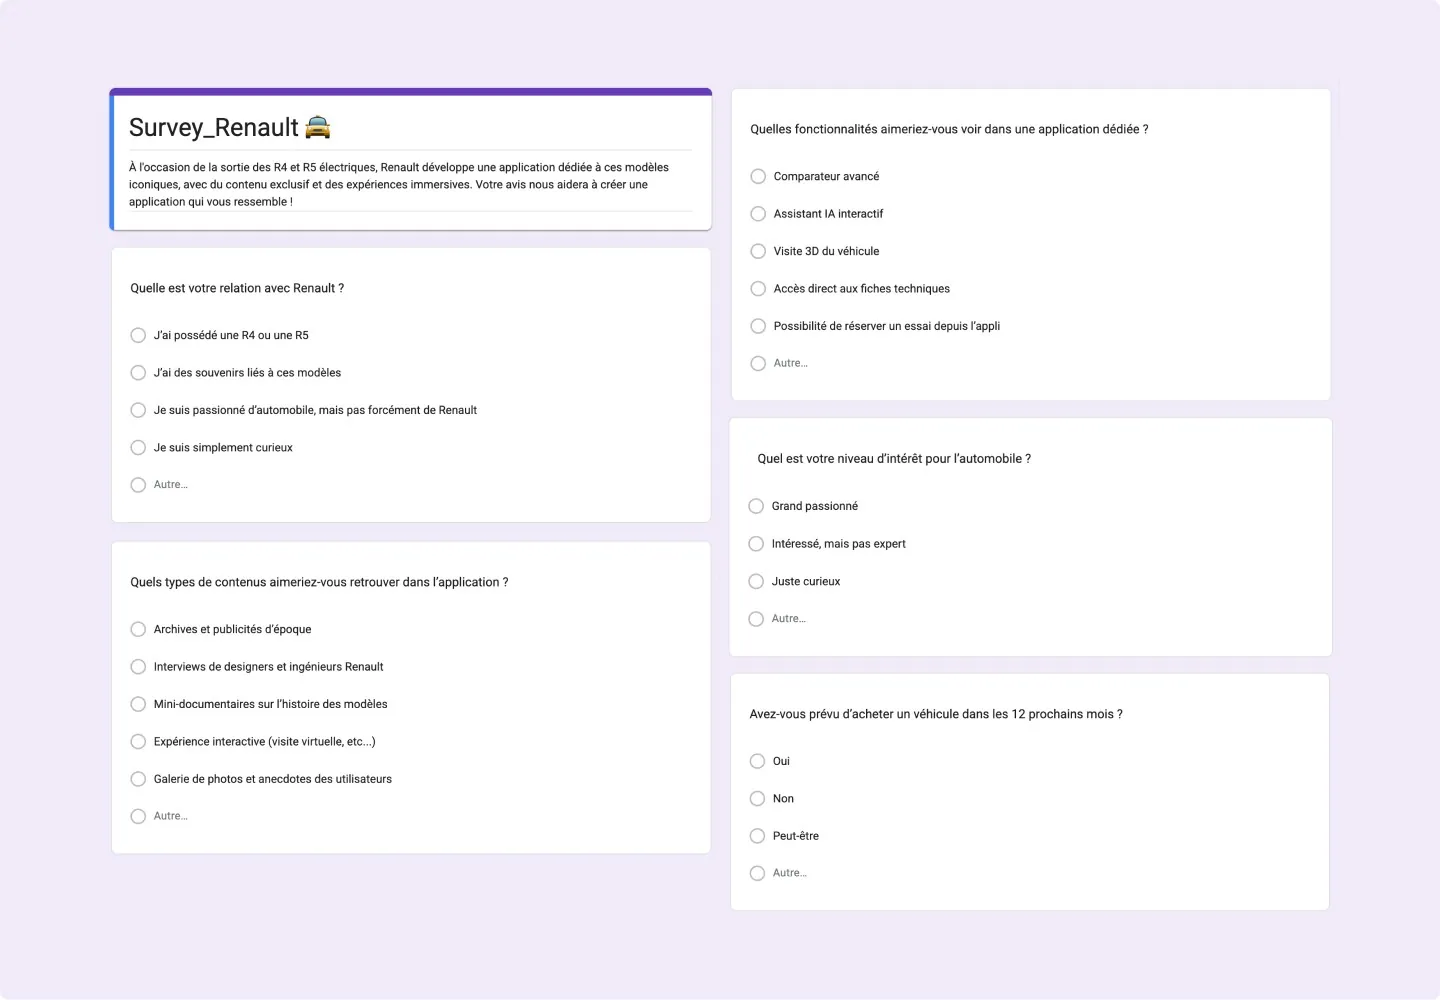 Survey_Renault 🚖
À l'occasion de la sortie des R4 et R5 électriques, Renault développe une application dédiée à ces modèles
iconiques, avec du contenu exclusif et des expériences immersives. Votre avis nous aidera à créer une
application qui vous ressemble !
Quelle est votre relation avec Renault ?
J’ai possédé une R4 ou une R5
J’ai des souvenirs liés à ces modèles
Je suis passionné d’automobile, mais pas forcément de Renault
Je suis simplement curieux
Autre…
Quels types de contenus aimeriez-vous retrouver dans l’application ?
Archives et publicités d’époque
Interviews de designers et ingénieurs Renault
Mini-documentaires sur l’histoire des modèles
Expérience interactive (visite virtuelle, etc...)
Galerie de photos et anecdotes des utilisateurs
Autre…
Quelles fonctionnalités aimeriez-vous voir dans une application dédiée ?
Comparateur avancé
Assistant IA interactif
Visite 3D du véhicule
Accès direct aux fiches techniques
Possibilité de réserver un essai depuis l’appli
Autre…
Quel est votre niveau d’intérêt pour l’automobile ?
Grand passionné
Intéressé, mais pas expert
Juste curieux
Autre…
Avez-vous prévu d’acheter un véhicule dans les 12 prochains mois ?
Oui
Non
Peut-être
Autre…